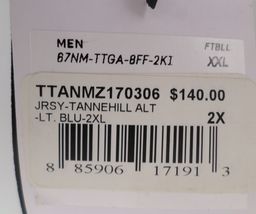 MEN FTBLL
67NM-TTGA-8FF-2KI XXL
TTANMZ170306 $140.00
JRSY-TANNEHILL ALT
-LT. BLU-2XL 2X
8 85906 17191 3